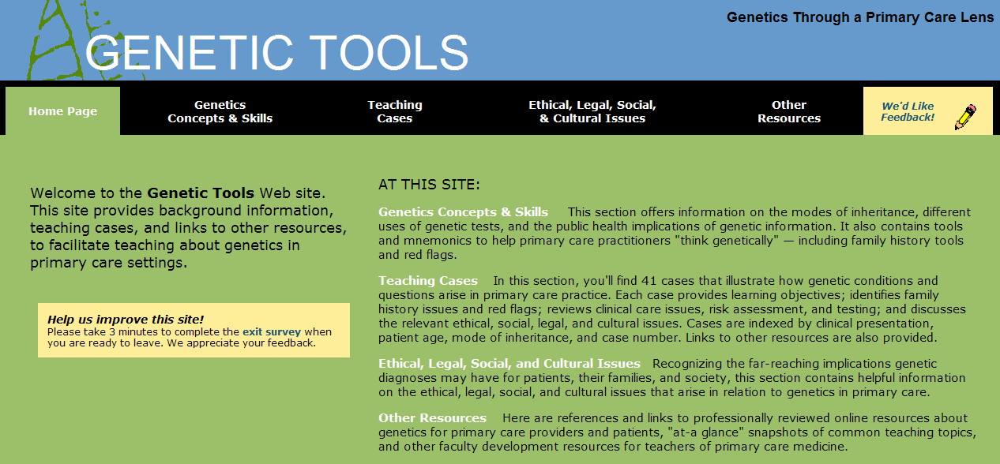 Genetics Through a Primary Care Lens
GENETIC TOOLS
Home Page
Genetics
Concepts & Skills
Teaching
Cases
Ethical, Legal, Social,
& Cultural Issues
Other
Resources
We'd Like
Feedback!
Welcome to the Genetic Tools Web site.
This site provides background information,
teaching cases, and links to other resources,
to facilitate teaching about genetics in
primary care settings.
Help us improve this site!
Please take 3 minutes to complete the exit survey when
you are ready to leave. We appreciate your feedback.
AT THIS SITE:
Genetics Concepts & Skills This section offers information on the modes of inheritance, different
uses of genetic tests, and the public health implications of genetic information. It also contains tools
and mnemonics to help primary care practitioners "think genetically" — including family history tools
and red flags.
Teaching Cases In this section, you'll find 41 cases that illustrate how genetic conditions and
questions arise in primary care practice. Each case provides learning objectives; identifies family
history issues and red flags; reviews clinical care issues, risk assessment, and testing; and discusses
the relevant ethical, social, legal, and cultural issues. Cases are indexed by clinical presentation,
patient age, mode of inheritance, and case number. Links to other resources are also provided.
Ethical, Legal, Social, and Cultural Issues Recognizing the far-reaching implications genetic
diagnoses may have for patients, their families, and society, this section contains helpful information
on the ethical, legal, social, and cultural issues that arise in relation to genetics in primary care.
Other Resources Here are references and links to professionally reviewed online resources about
genetics for primary care providers and patients, "at-a glance" snapshots of common teaching topics,
and other faculty development resources for teachers of primary care medicine.